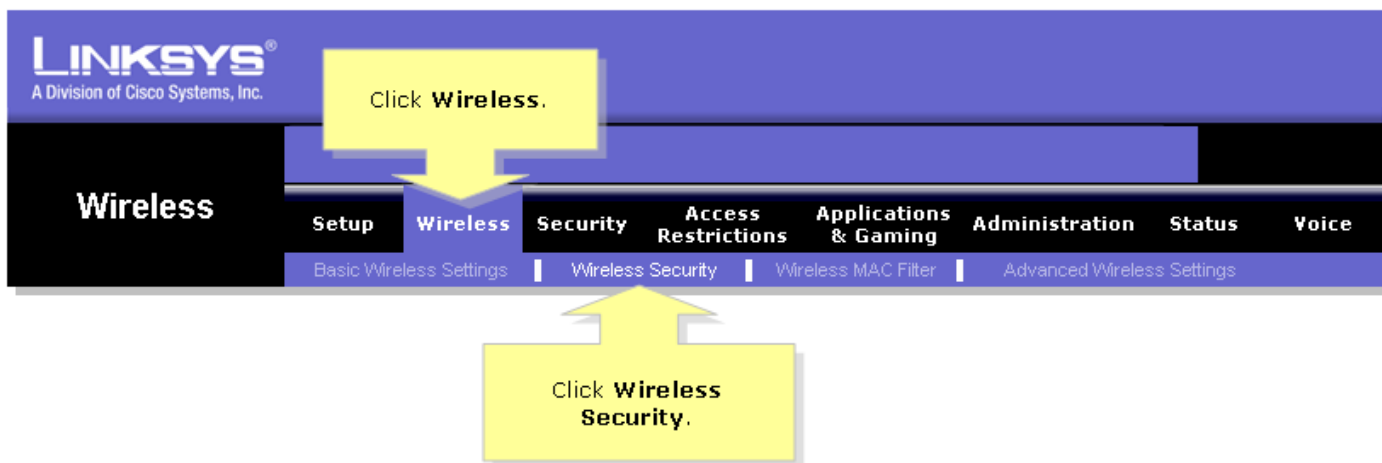 LINKSYS®
A Division of Cisco Systems, Inc.
Click Wireless.
Wireless
Setup
Wireless
Security
Access
Restrictions
Applications
& Gaming
Administration
Status
Voice
Basic Wireless Settings
Wireless Security
Wireless MAC Filter
Advanced Wireless Settings
Click Wireless
Security.